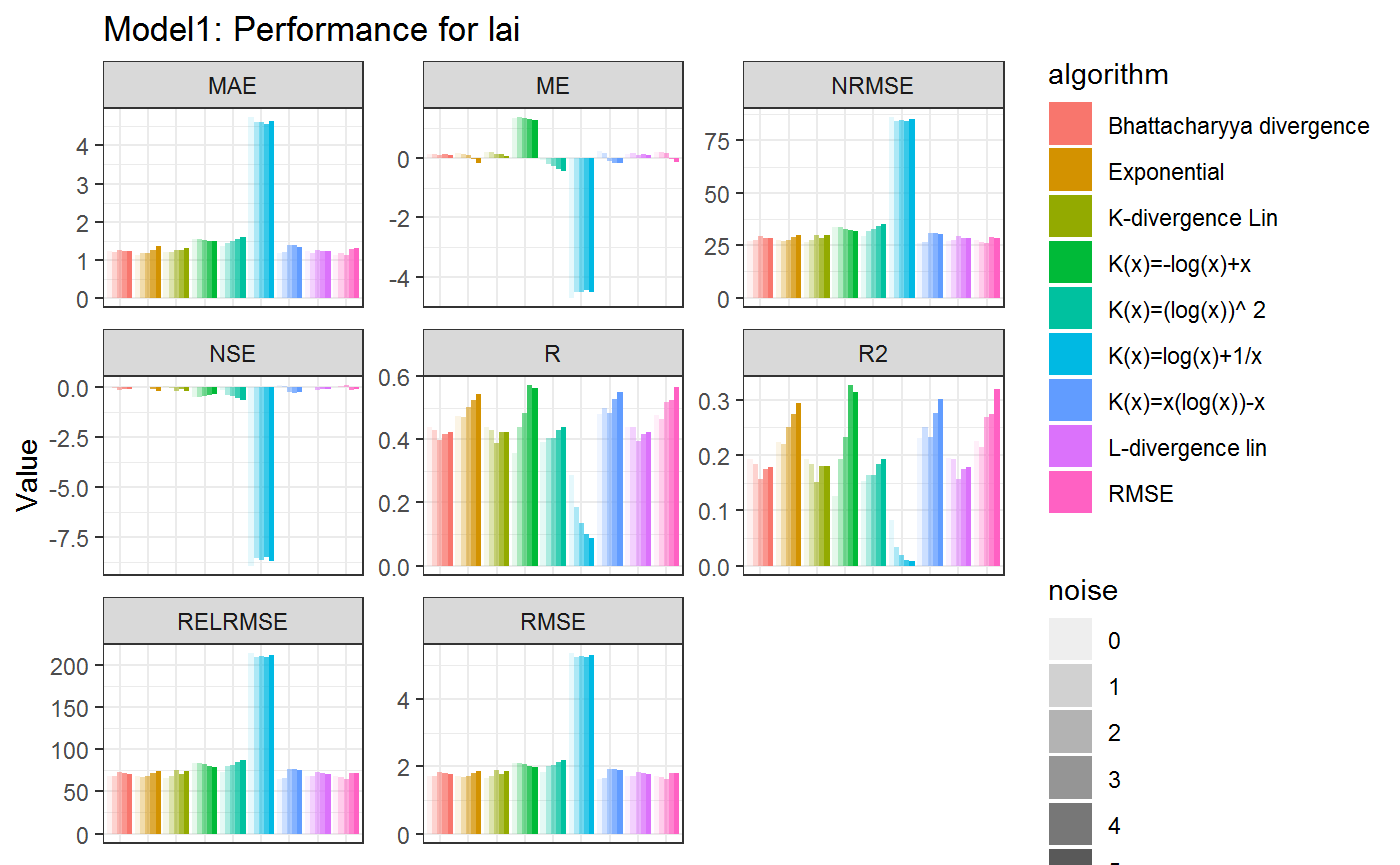 Model1: Performance for lai
MAE
4
3
2
1
0
ME
0
-2
-4
NRMSE
75
50
25
0
NSE
0.0
-2.5
-5.0
-7.5
R
0.6
0.4
0.2
0.0
R2
0.3
0.2
0.1
0.0
RELRMSE
200
150
100
50
0
RMSE
4
2
0
Value
algorithm
Bhattacharyya divergence
Exponential
K-divergence Lin
K(x)=-log(x)+x
K(x)=(log(x))^ 2
K(x)=log(x)+1/x
K(x)=x(log(x))-x
L-divergence lin
RMSE
noise
0
1
2
3
4